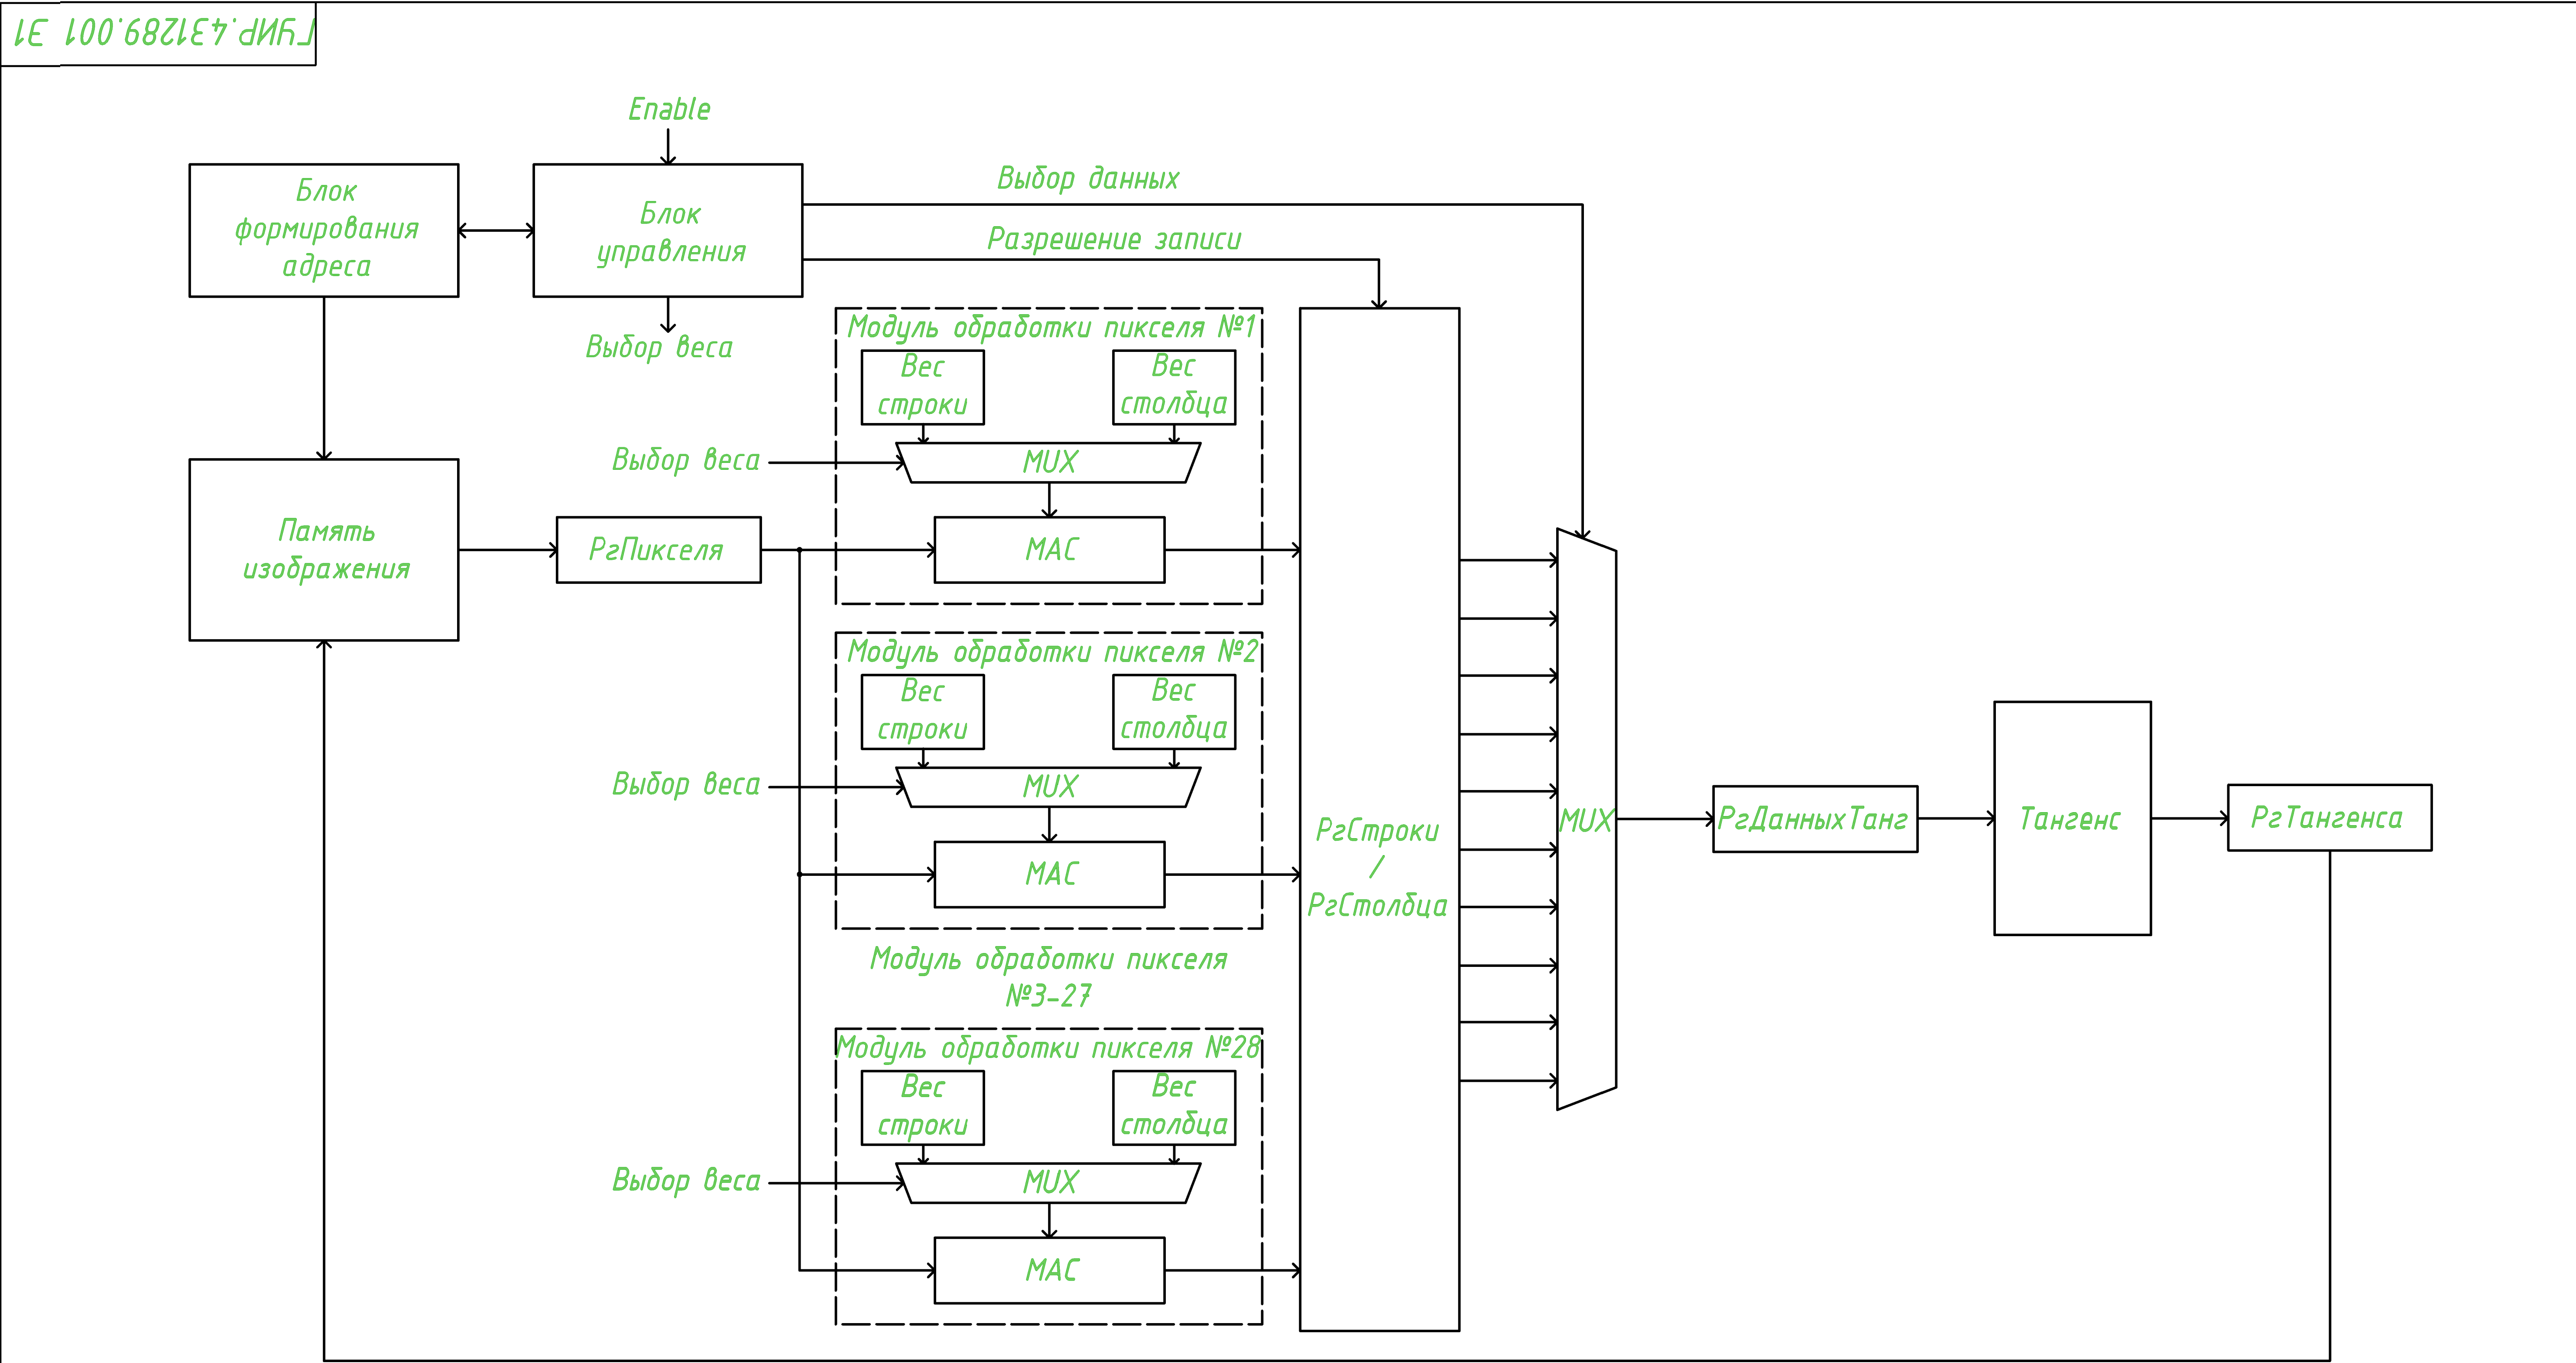 ГУИР.431289.001 Э1
Enable
Блок
формирования
адреса
Блок
управления
Выбор данных
Разрешение записи
Выбор веса
Модуль обработки пикселя №1
Вес
строки
Вес
столбца
Выбор веса
MUX
Память
изображения
РгПикселя
MAC
Модуль обработки пикселя №2
Вес
строки
Вес
столбца
Выбор веса
MUX
MAC
РгСтроки
/
РгСтолбца
MUX
РгДанныхТанг
Тангенс
РгТангенса
Модуль обработки пикселя
№3-27
Модуль обработки пикселя №28
Вес
строки
Вес
столбца
Выбор веса
MUX
MAC